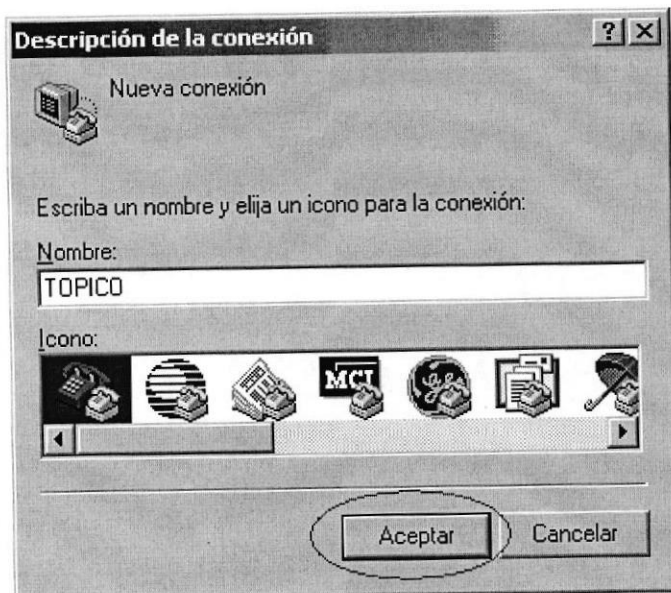 Descripción de la conexión
Nueva conexión
Escriba un nombre y elija un icono para la conexión:
Nombre:
TOPICO
Icono:
MCI
Aceptar
Cancelar